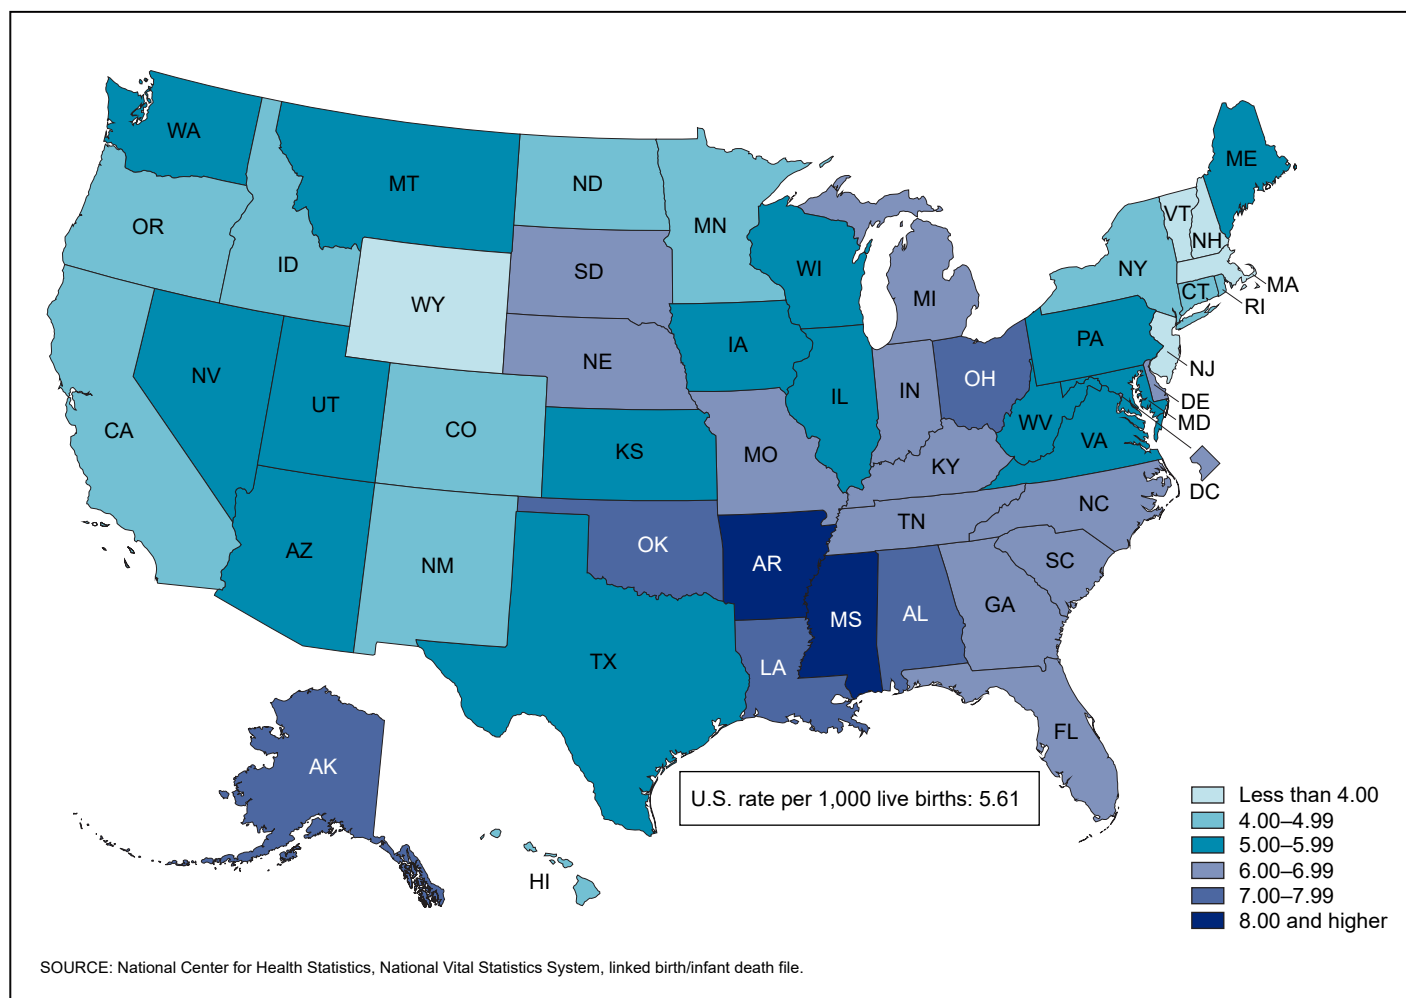 WA
MT
ND
MN
ME
OR
ID
WY
SD
WI
MI
NY
VT
NH
MA
CT
RI
NV
UT
CO
NE
IA
IL
IN
OH
PA
NJ
DE
MD
CA
KS
MO
KY
WV
VA
DC
AZ
NM
OK
AR
TN
NC
SC
TX
LA
MS
AL
GA
FL
AK
HI
U.S. rate per 1,000 live births: 5.61
Less than 4.00
4.00–4.99
5.00–5.99
6.00–6.99
7.00–7.99
8.00 and higher
SOURCE: National Center for Health Statistics, National Vital Statistics System, linked birth/infant death file.